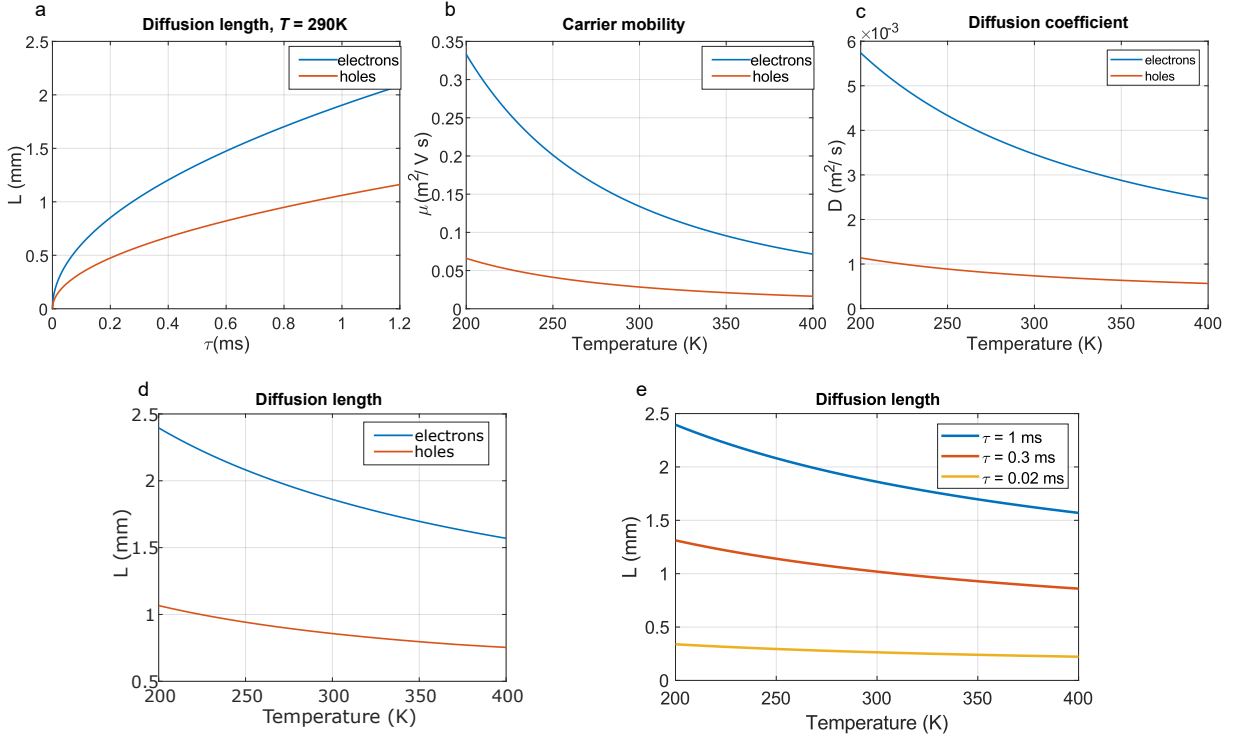 a
Diffusion length, T = 290K
2.5
2
1.5
1
0.5
0
L (mm)
electrons
holes
0 0.2 0.4 0.6 0.8 1 1.2
τ(ms)
b
Carrier mobility
0.35
0.3
0.25
0.2
0.15
0.1
0.05
0
μ(m²/ V s)
electrons
holes
200 250 300 350 400
Temperature (K)
c
Diffusion coefficient
×10⁻³
6
5
4
3
2
1
0
D (m²/ s)
electrons
holes
200 250 300 350 400
Temperature (K)
d
Diffusion length
2.5
2
1.5
1
0.5
L (mm)
electrons
holes
200 250 300 350 400
Temperature (K)
e
Diffusion length
2.5
2
1.5
1
0.5
0
L (mm)
τ = 1 ms
τ = 0.3 ms
τ = 0.02 ms
200 250 300 350 400
Temperature (K)